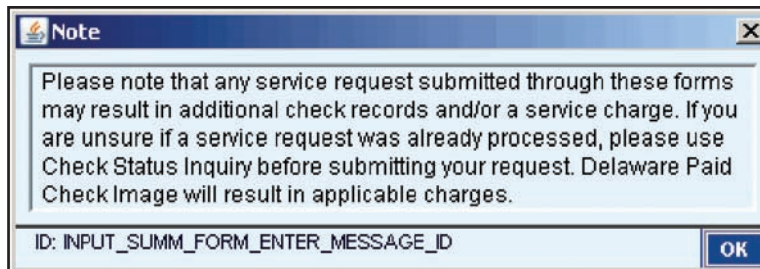 Note
Please note that any service request submitted through these forms
may result in additional check records and/or a service charge. If you
are unsure if a service request was already processed, please use
Check Status Inquiry before submitting your request. Delaware Paid
Check Image will result in applicable charges.
ID: INPUT_SUMM_FORM_ENTER_MESSAGE_ID
OK